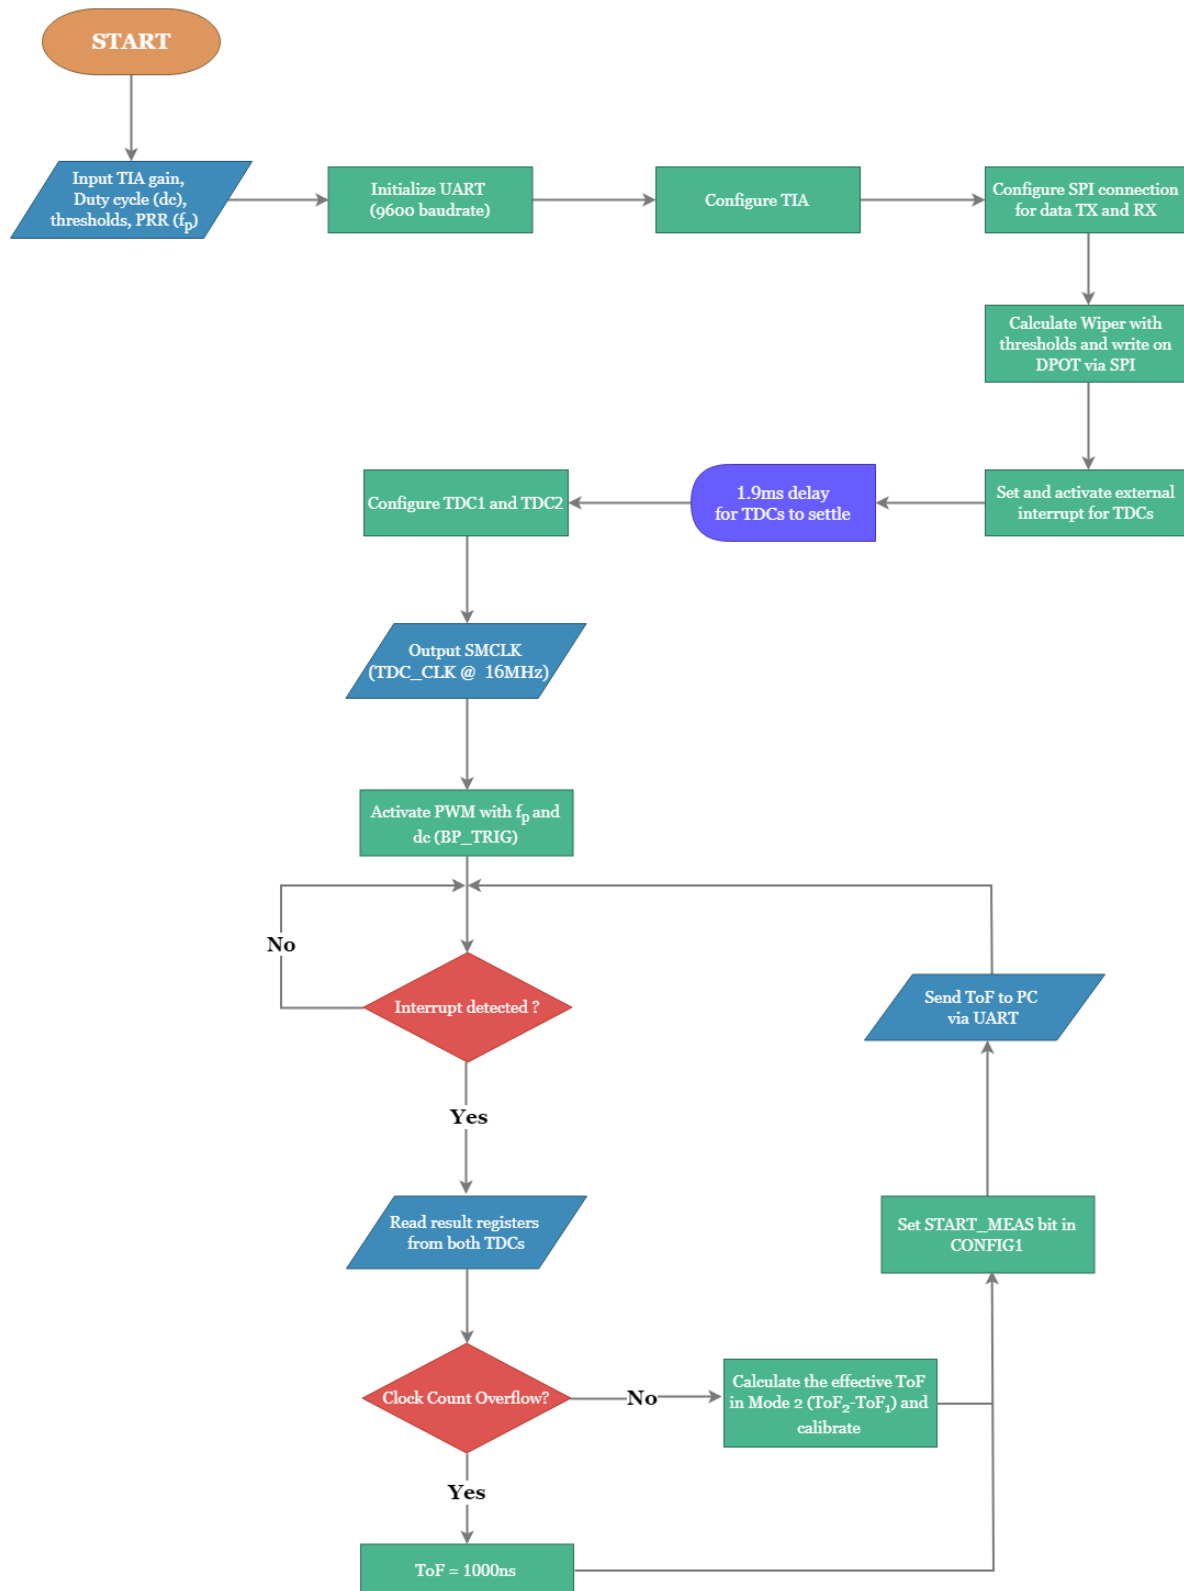 START
Input TIA gain,
Duty cycle (dc),
thresholds, PRR (fp)
Initialize UART
(9600 baudrate)
Configure TIA
Configure SPI connection
for data TX and RX
Calculate Wiper with
thresholds and write on
DPOT via SPI
Set and activate external
interrupt for TDCs
1.9ms delay
for TDCs to settle
Configure TDC1 and TDC2
Output SMCLK
(TDC_CLK @ 16MHz)
Activate PWM with fp and
dc (BP_TRIG)
No
Interrupt detected ?
Yes
Read result registers
from both TDCs
Clock Count Overflow?
No
Calculate the effective ToF
in Mode 2 (ToF2-ToF1) and
calibrate
Yes
ToF = 1000ns
Set START_MEAS bit in
CONFIG1
Send ToF to PC
via UART